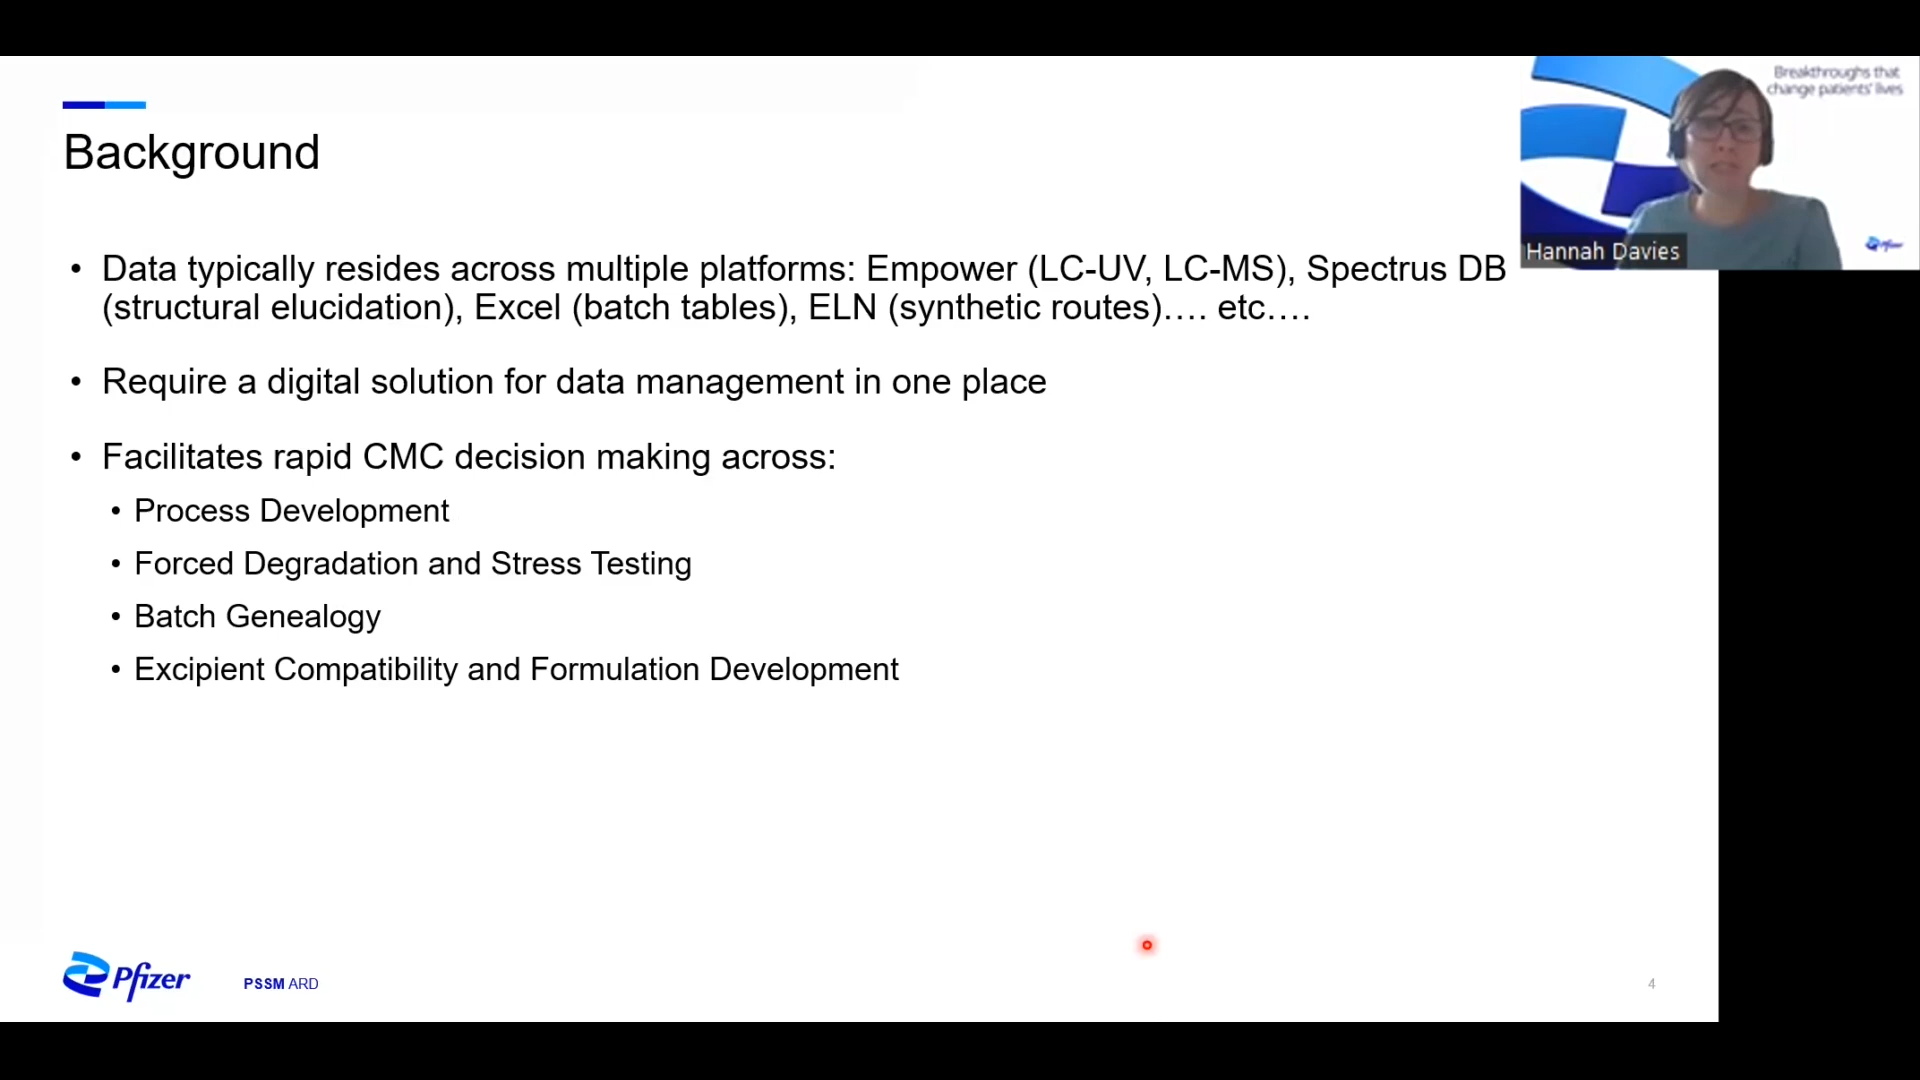 Background
• Data typically resides across multiple platforms: Empower (LC-UV, LC-MS), Spectrus DB
(structural elucidation), Excel (batch tables), ELN (synthetic routes)…. etc….
• Require a digital solution for data management in one place
• Facilitates rapid CMC decision making across:
• Process Development
• Forced Degradation and Stress Testing
• Batch Genealogy
• Excipient Compatibility and Formulation Development
Pfizer
PSSM ARD
4
Breakthroughs that
change patients' lives
Pfizer
Hannah Davies